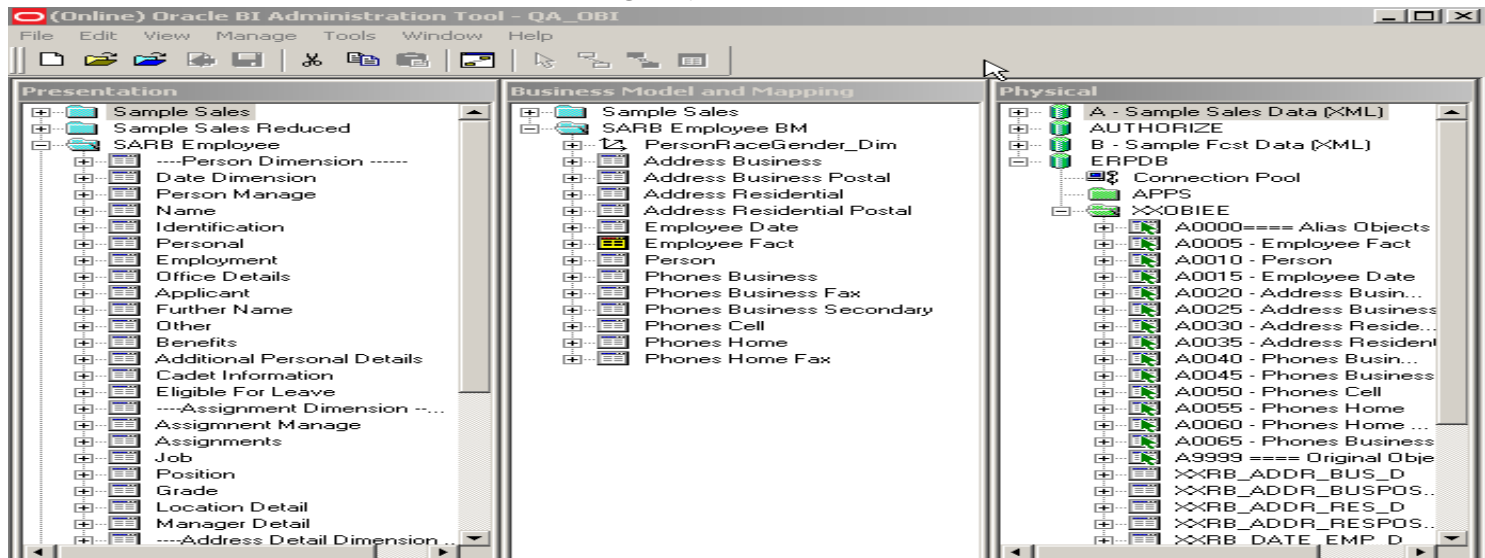 (Online) Oracle BI Administration Tool - QA_OBI
File Edit View Manage Tools Window Help
Presentation
Sample Sales
Sample Sales Reduced
SARB Employee
----Person Dimension ------
Date Dimension
Person Manage
Name
Identification
Personal
Employment
Office Details
Applicant
Further Name
Other
Benefits
Additional Personal Details
Cadet Information
Eligible For Leave
----Assignment Dimension --...
Assigmnent Manage
Assignments
Job
Position
Grade
Location Detail
Manager Detail
----Address Detail Dimension ..
Business Model and Mapping
Sample Sales
SARB Employee BM
PersonRaceGender_Dim
Address Business
Address Business Postal
Address Residential
Address Residential Postal
Employee Date
Employee Fact
Person
Phones Business
Phones Business Fax
Phones Business Secondary
Phones Cell
Phones Home
Phones Home Fax
Physical
A - Sample Sales Data (XML)
AUTHORIZE
B - Sample Fcst Data (XML)
ERPDB
Connection Pool
APPS
XXOBIEE
A0000==== Alias Objects
A0005 - Employee Fact
A0010 - Person
A0015 - Employee Date
A0020 - Address Busin...
A0025 - Address Business
A0030 - Address Reside...
A0035 - Address Resident
A0040 - Phones Busin...
A0045 - Phones Business
A0050 - Phones Cell
A0055 - Phones Home
A0060 - Phones Home ...
A0065 - Phones Business
A9999 ==== Original Obje
XXRB_ADDR_BUS_D
XXRB_ADDR_BUSPOS..
XXRB_ADDR_RES_D
XXRB_ADDR_RESPOS..
XXRB_DATE_EMP_D